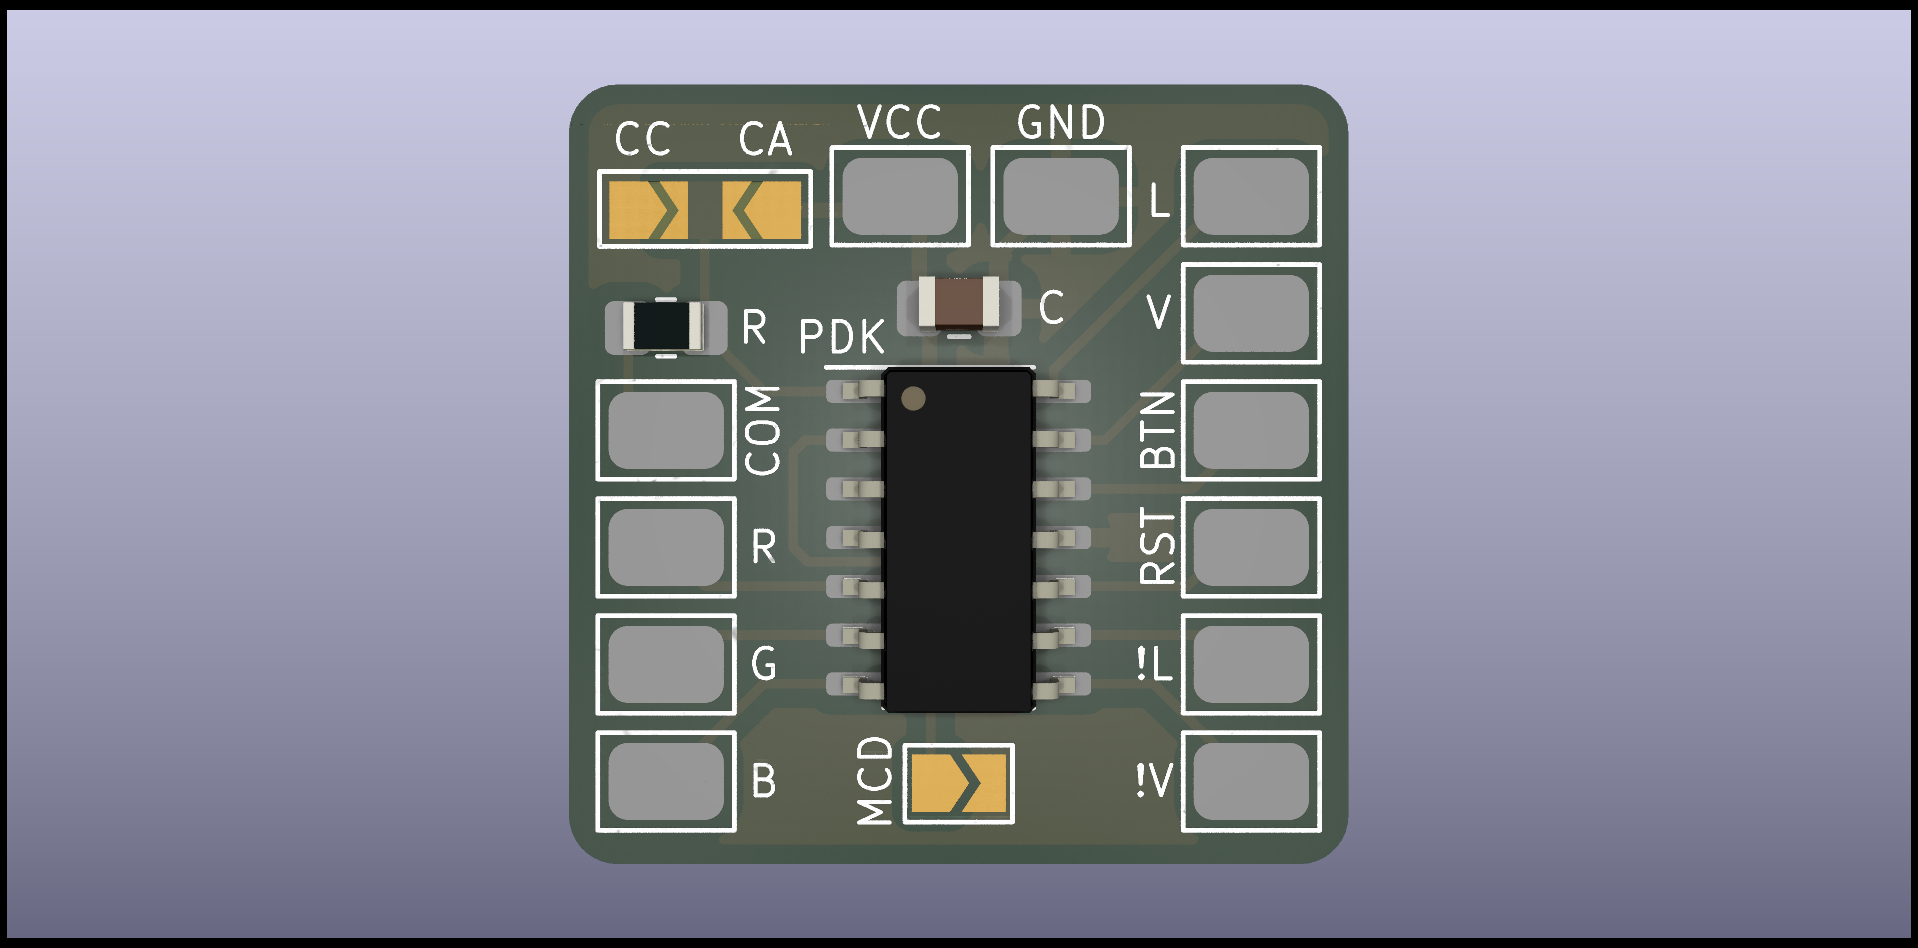 CC CA VCC GND
L
V
R PDK C
COM
BTN
R
RST
G
!L
B
MCD
!V